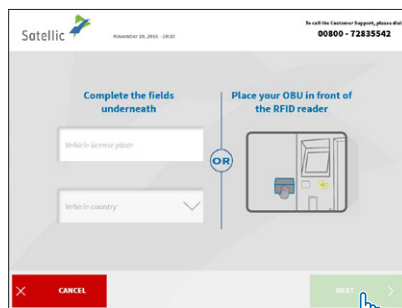 Satellic
November 16, 2016 - 19:20
To call the Customer Support, please dial
00800 - 72835542
Complete the fields
underneath
Vehicle license plate
Vehicle country
OR
Place your OBU in front of
the RFID reader
CANCEL
NEXT